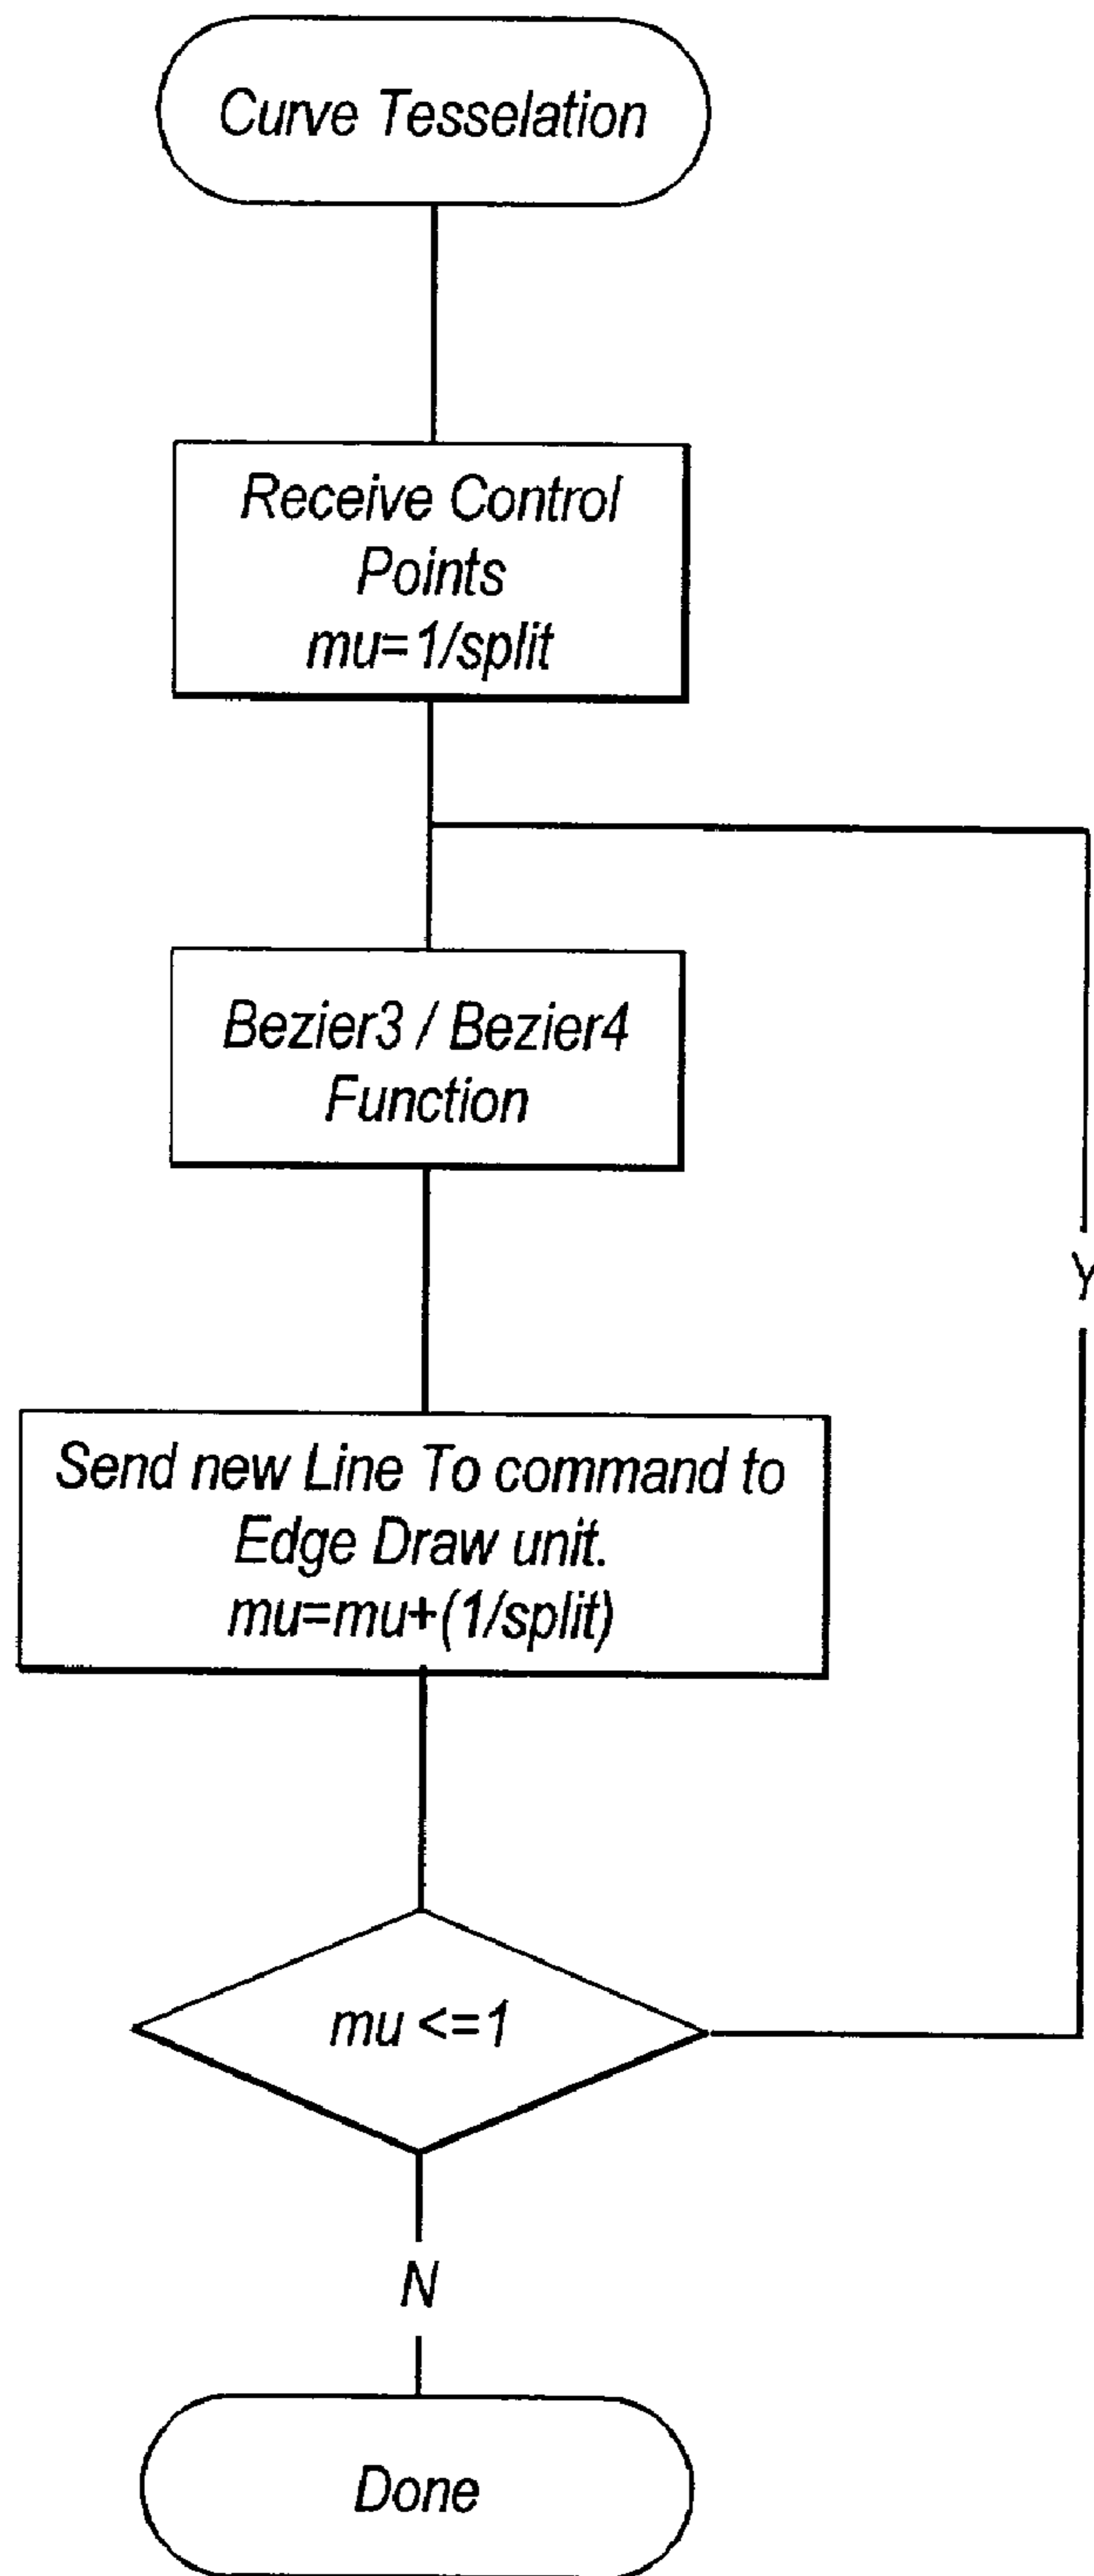 Curve Tesselation
Receive Control
Points
mu=1/split
Bezier3 / Bezier4
Function
Y
Send new Line To command to
Edge Draw unit.
mu=mu+(1/split)
mu <=1
N
Done